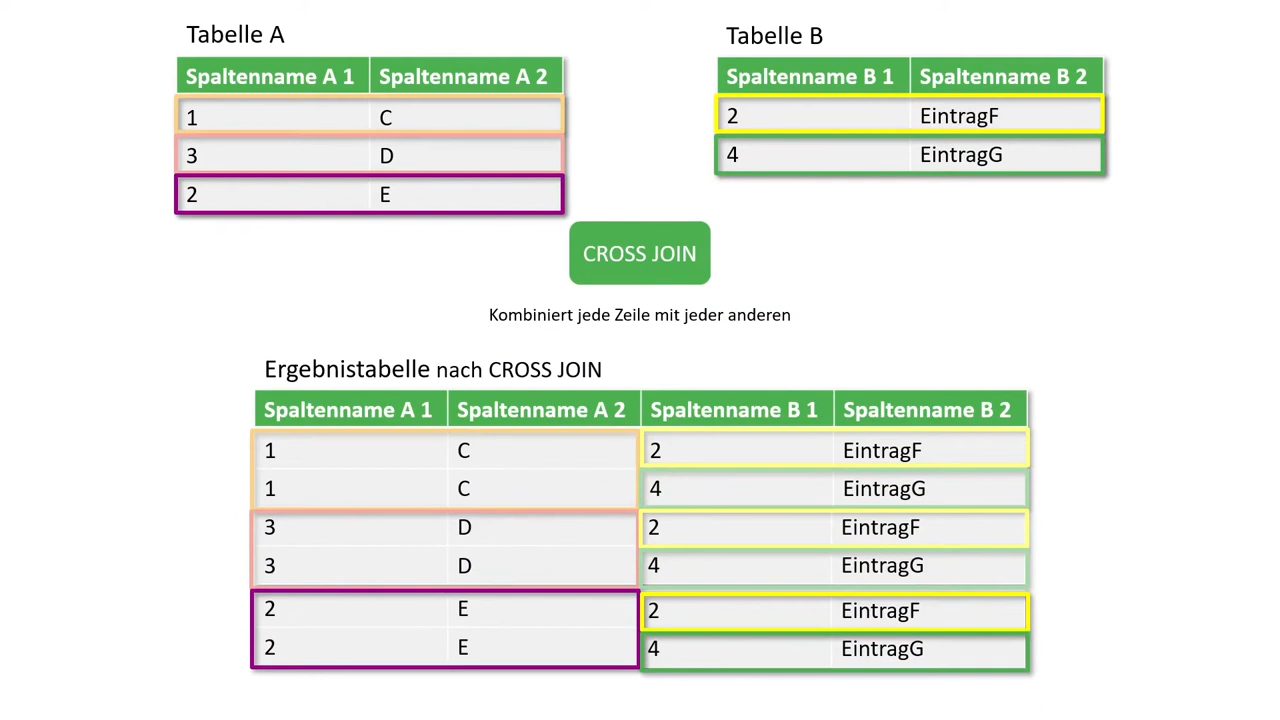 Tabelle A
Spaltenname A 1 Spaltenname A 2
1 C
3 D
2 E
Tabelle B
Spaltenname B 1 Spaltenname B 2
2 EintragF
4 EintragG
CROSS JOIN
Kombiniert jede Zeile mit jeder anderen
Ergebnistabelle nach CROSS JOIN
Spaltenname A 1 Spaltenname A 2 Spaltenname B 1 Spaltenname B 2
1 C 2 EintragF
1 C 4 EintragG
3 D 2 EintragF
3 D 4 EintragG
2 E 2 EintragF
2 E 4 EintragG